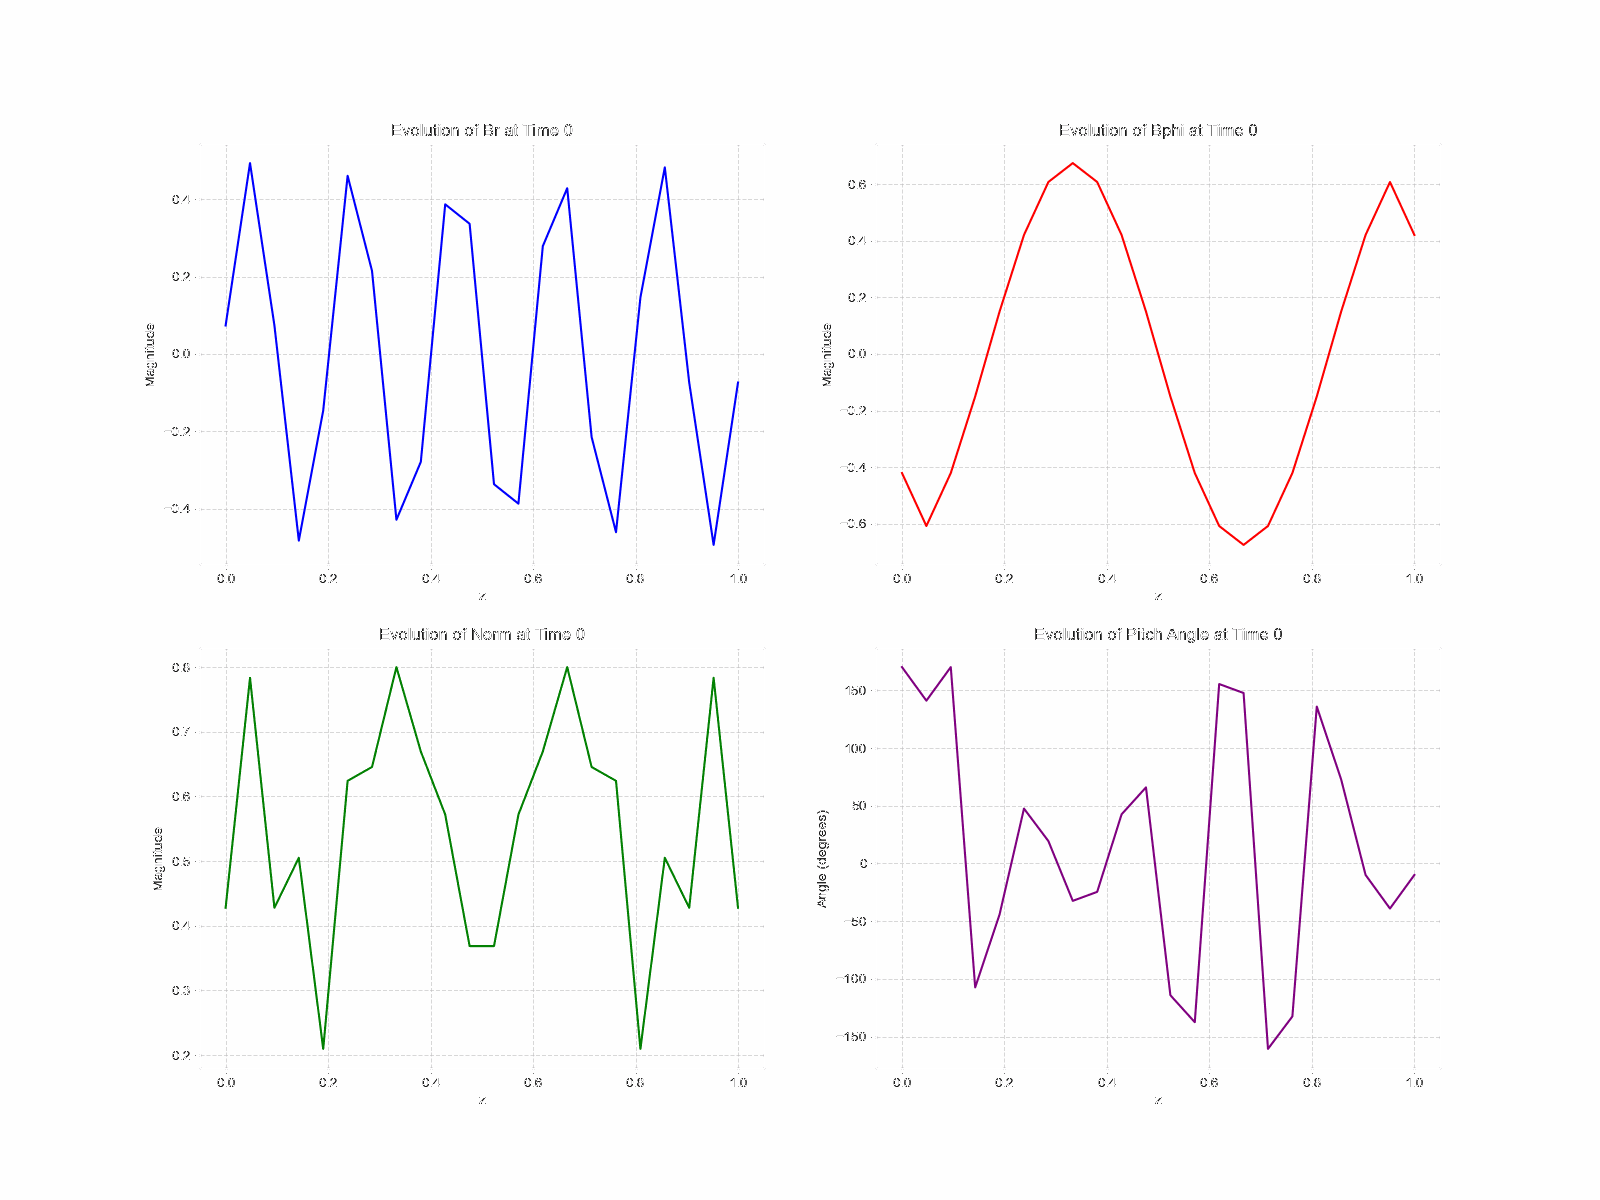 Evolution of Br at Time 0
Magnitude
0.4
0.2
0.0
−0.2
−0.4
0.0 0.2 0.4 0.6 0.8 1.0
z
Evolution of Bphi at Time 0
Magnitude
0.6
0.4
0.2
0.0
−0.2
−0.4
−0.6
0.0 0.2 0.4 0.6 0.8 1.0
z
Evolution of Norm at Time 0
Magnitude
0.8
0.7
0.6
0.5
0.4
0.3
0.2
0.0 0.2 0.4 0.6 0.8 1.0
z
Evolution of Pitch Angle at Time 0
Angle (degrees)
150
100
50
0
−50
−100
−150
0.0 0.2 0.4 0.6 0.8 1.0
z